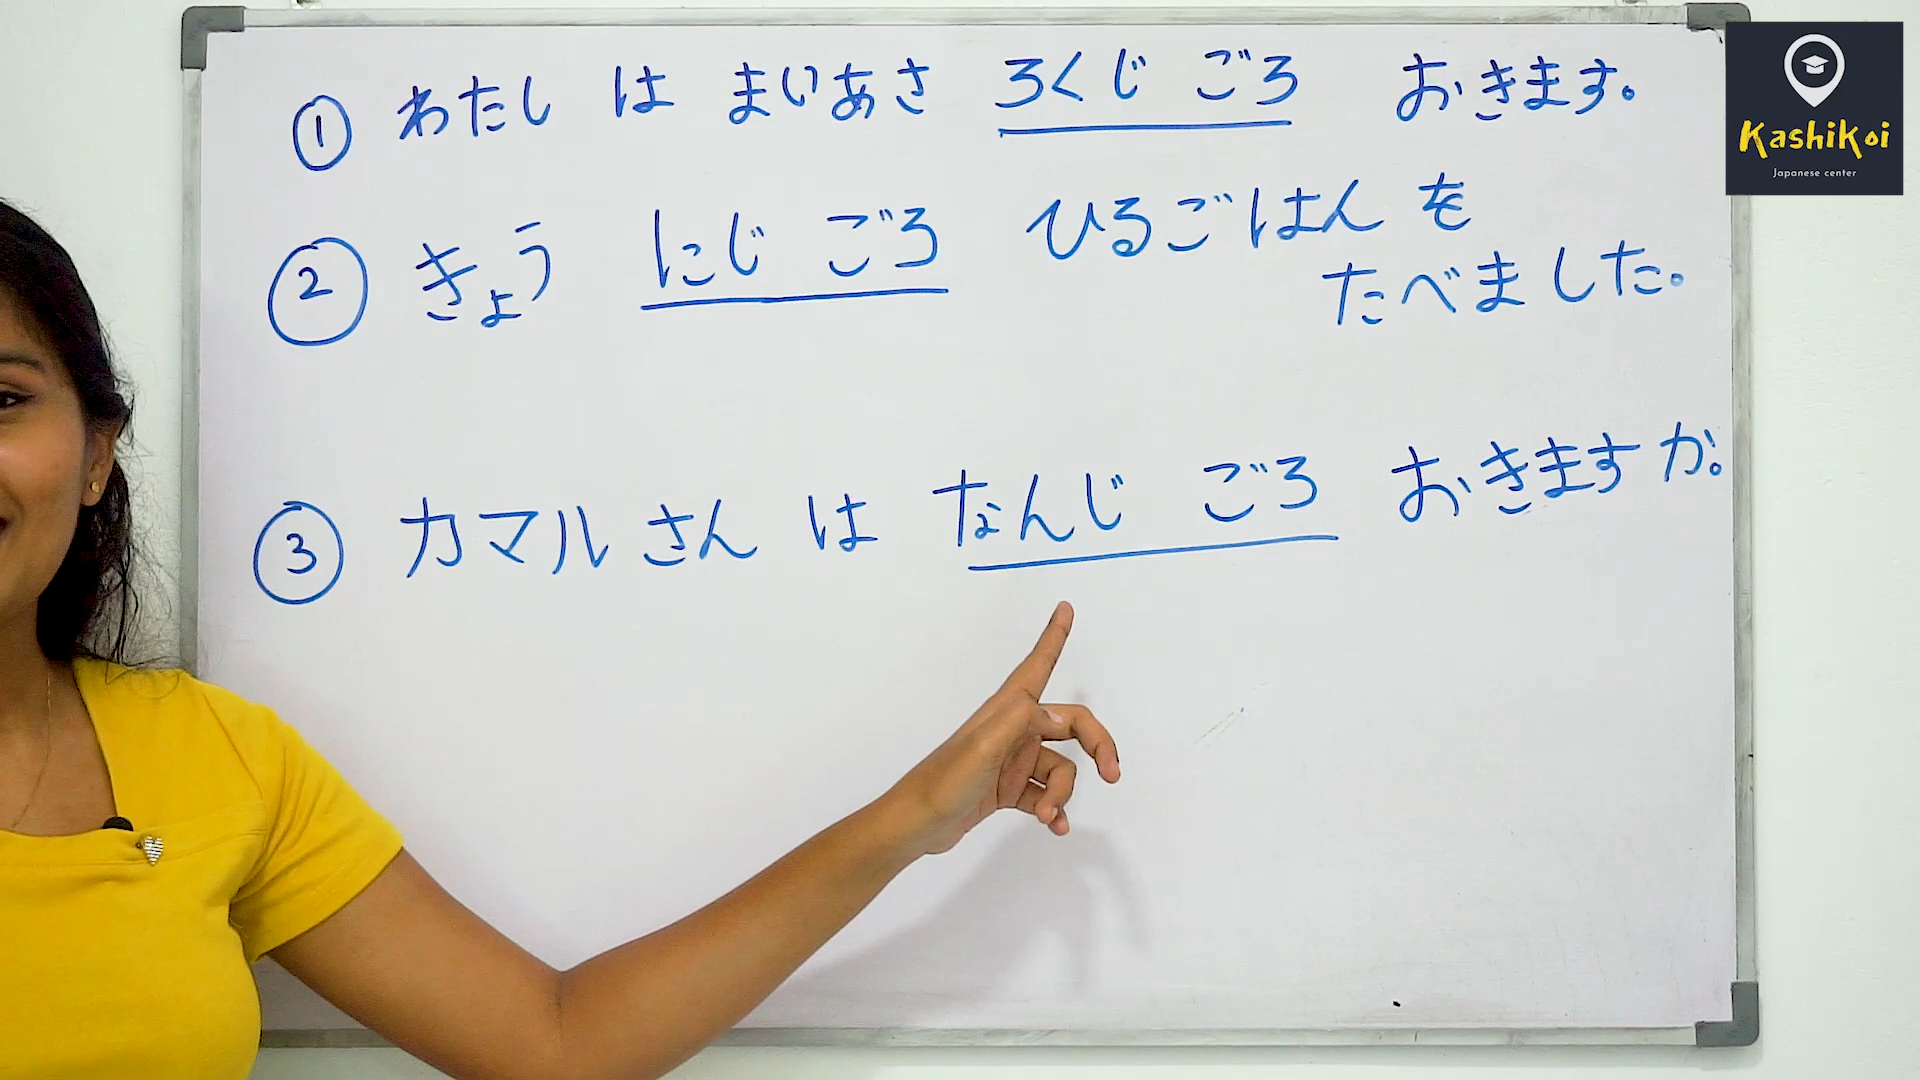 ① わたし は まいあさ ろくじ ごろ おきます。
② きょう にじ ごろ ひるごはん を
たべました。
③ カマルさん は なんじ ごろ おきますか。
KashiKoi
Japanese center